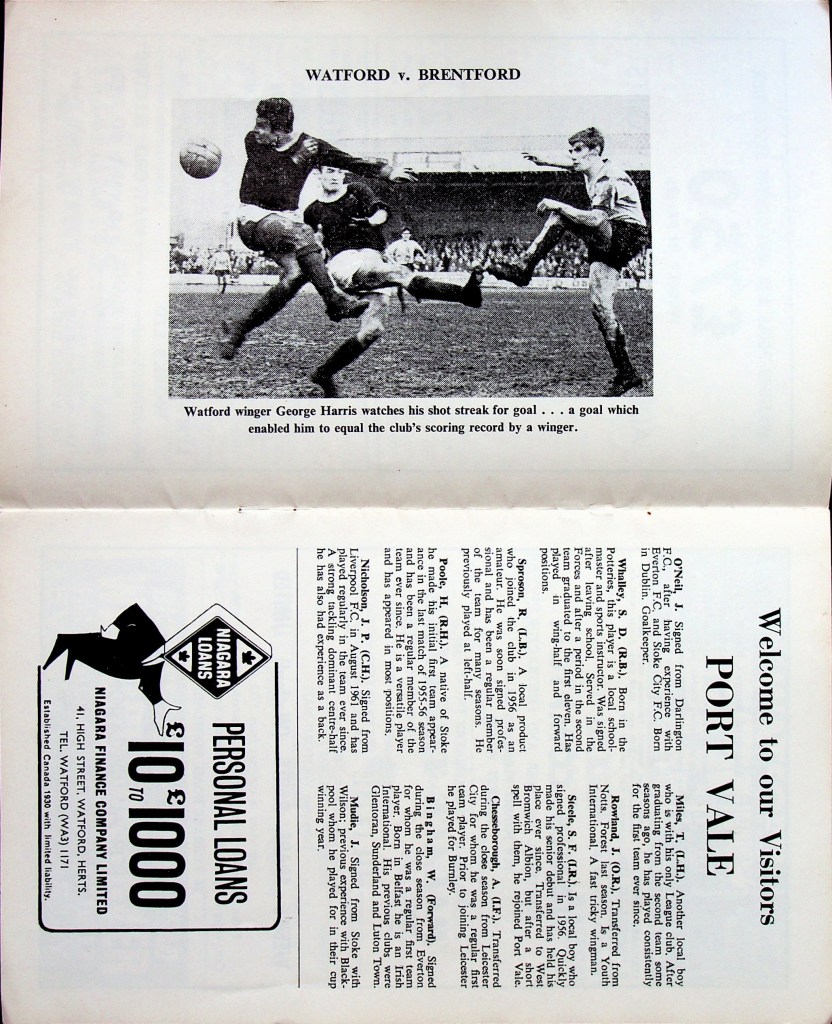 WATFORD v. BRENTFORD
Watford winger George Harris watches his shot streak for goal . . . a goal which
enabled him to equal the club's scoring record by a winger.
Welcome to our Visitors
PORT VALE
O'Neil, J. Signed from Darlington
F.C., after having experience with
Everton F.C. and Stoke City F.C. Born
in Dublin. Goalkeeper.
Whalley, S. D. (R.B.). Born in the
Potteries, this player is a local school-
master and sports instructor. Was signed
after leaving school. Served in the
Forces and after a period in the second
team graduated to the first eleven. Has
played in wing-half and forward
positions.
Sproson, R. (L.B.) A local product
who joined the club in 1956 as an
amateur. He was soon signed profes-
sional and has been a regular member
of the team for many seasons. He
previously played at left-half.
Poole, H. (R.H.). A native of Stoke
he made his initial first team appear-
ance in the last match of 1955-56 season
and has been a regular member of the
team ever since. He is a versatile player
and has appeared in most positions.
Nicholson, J. P. (C.H.). Signed from
Liverpool F.C. in August 1961 and has
played regularly in the team ever since.
A strong tackling dominant centre-half
he has also had experience as a back.
Miles, T. (L.H.). Another local boy
who is with his only League club. After
graduating from the second team some
seasons ago, he has played consistently
for the first team ever since.
Rowland, J. (O.R.). Transferred from
Notts. Forest last season. Is a Youth
International. A fast tricky wingman.
Steele, S. F. (I.R.). Is a local boy who
signed professional in 1956. Quickly
made his senior debut and has held his
place ever since. Transferred to West
Bromwich Albion, but after a short
spell with them, he rejoined Port Vale.
Cheeseborough, A. (I.F.). Transferred
during the close season from Leicester
City for whom he was a regular first
team player. Prior to joining Leicester
he played for Burnley.
Bingham, W. (Forward). Signed
during the close season from Everton
for whom he was a regular first team
player. Born in Belfast he is an Irish
International. His previous clubs were
Glentoran, Sunderland and Luton Town.
Mudie, J. Signed from Stoke with
Wilson; previous experience with Black-
pool whom he played for in their cup
winning year.
NIAGARA
LOANS
PERSONAL LOANS
£10 TO £1000
NIAGARA FINANCE COMPANY LIMITED
41, HIGH STREET, WATFORD, HERTS.
TEL. WATFORD (WA3) 1171
Established Canada 1930 with limited liability.